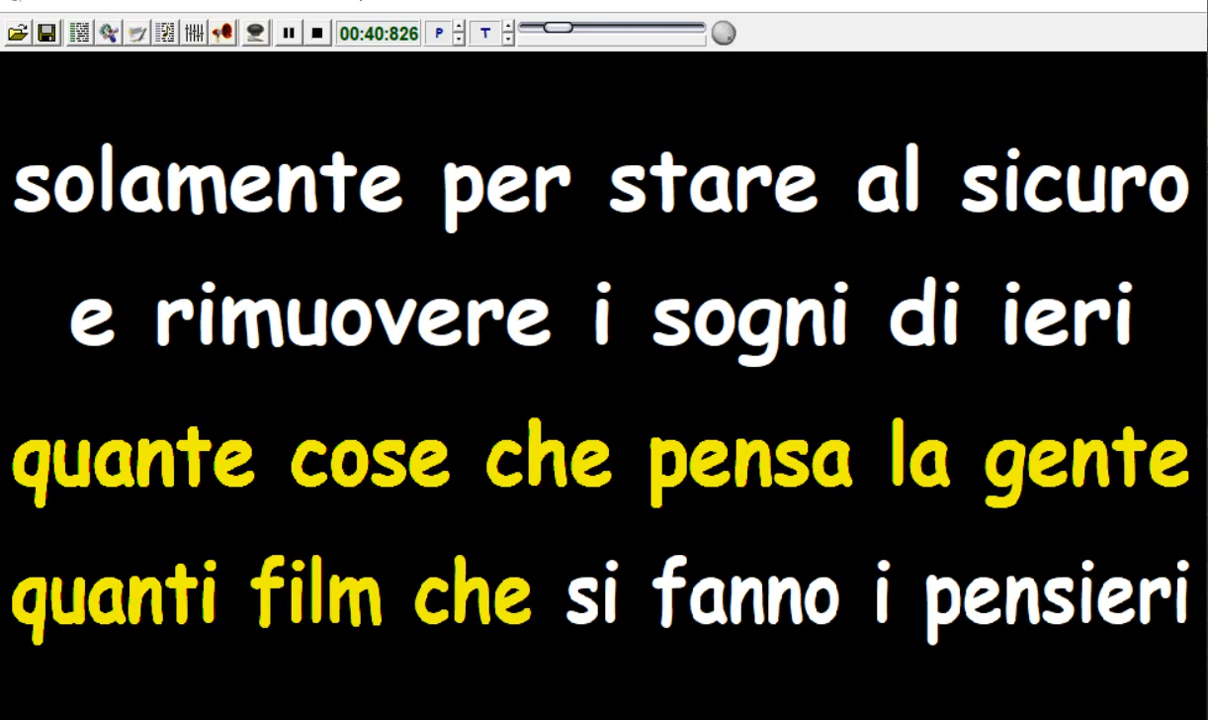 00:40:826 P T
solamente per stare al sicuro
e rimuovere i sogni di ieri
quante cose che pensa la gente
quanti film che si fanno i pensieri